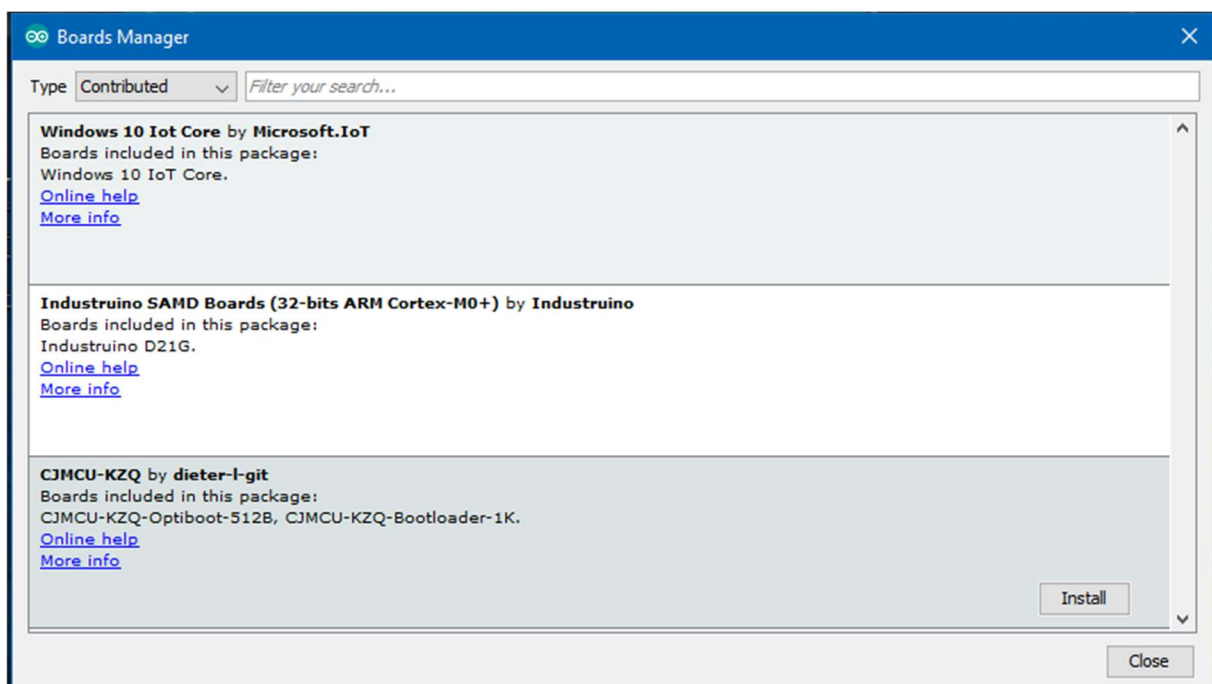 Boards Manager
Type Contributed Filter your search...
Windows 10 Iot Core by Microsoft.IoT
Boards included in this package:
Windows 10 IoT Core.
Online help
More info
Industruino SAMD Boards (32-bits ARM Cortex-M0+) by Industruino
Boards included in this package:
Industruino D21G.
Online help
More info
CJMCU-KZQ by dieter-l-git
Boards included in this package:
CJMCU-KZQ-Optiboot-512B, CJMCU-KZQ-Bootloader-1K.
Online help
More info
Install
Close